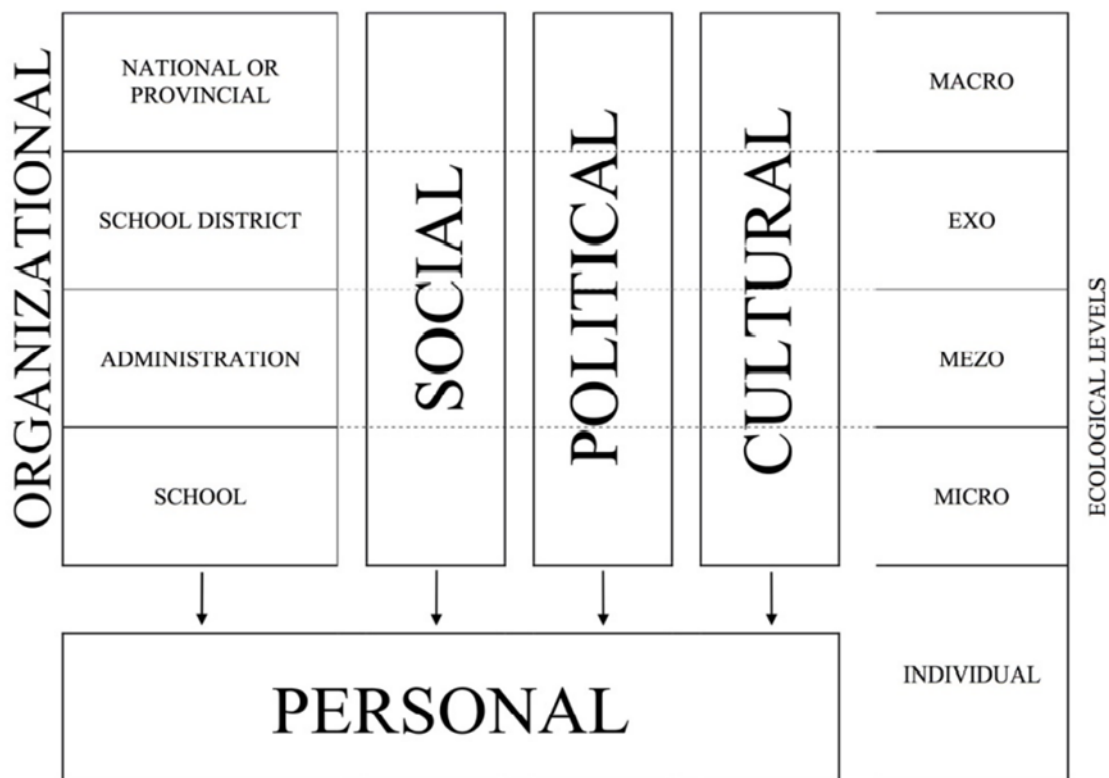 ORGANIZATIONAL
NATIONAL OR
PROVINCIAL
SCHOOL DISTRICT
ADMINISTRATION
SCHOOL
SOCIAL
POLITICAL
CULTURAL
MACRO
EXO
MEZO
MICRO
INDIVIDUAL
ECOLOGICAL LEVELS
PERSONAL